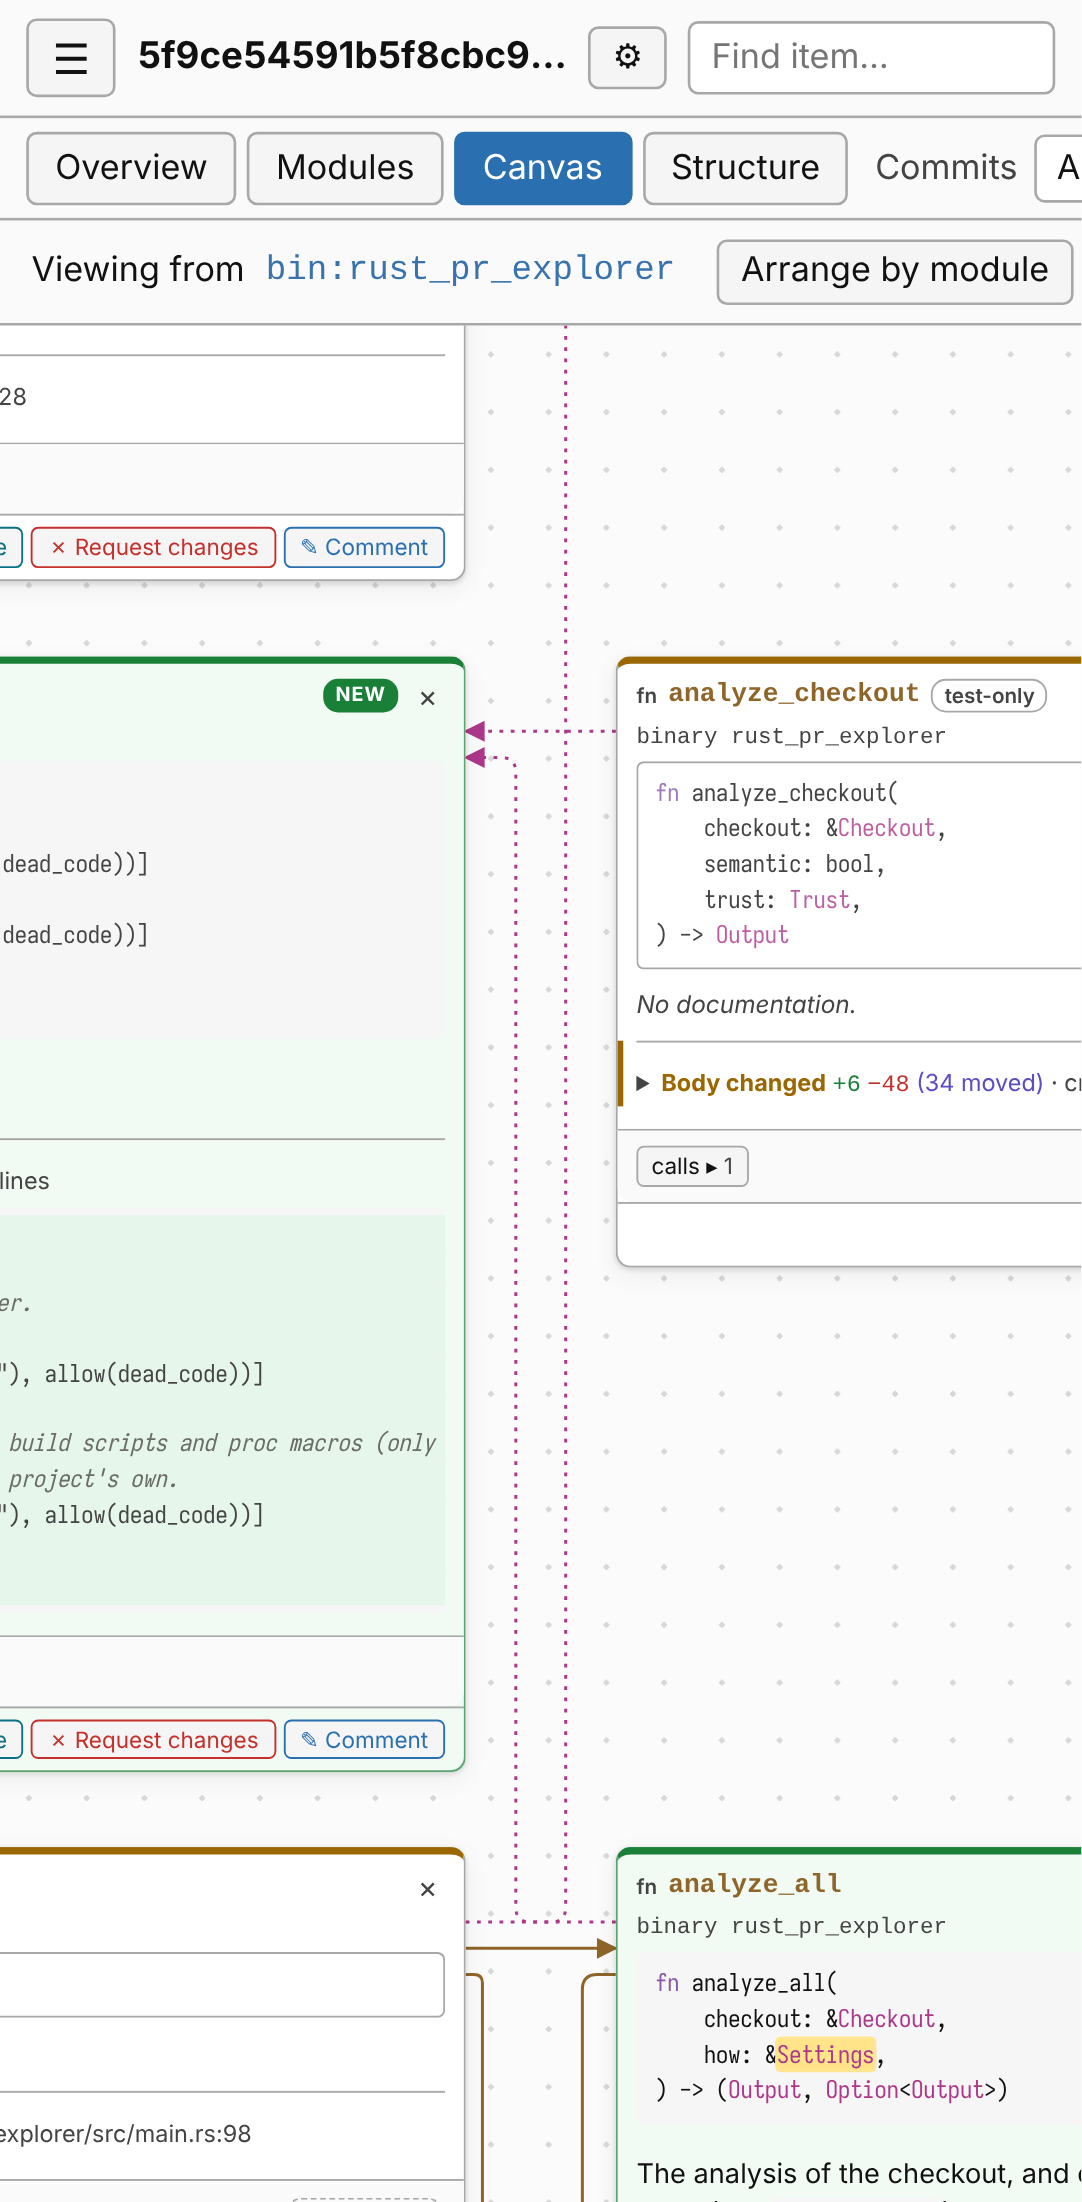 ☰ 5f9ce54591b5f8cbc9... ⚙ Find item...
Overview Modules Canvas Structure Commits A
Viewing from bin:rust_pr_explorer Arrange by module
28
e × Request changes ✎ Comment
NEW ×
dead_code))]
dead_code))]
lines
er.
"), allow(dead_code))]
build scripts and proc macros (only
project's own.
"), allow(dead_code))]
e × Request changes ✎ Comment
fn analyze_checkout test-only
binary rust_pr_explorer
fn analyze_checkout(
checkout: &Checkout,
semantic: bool,
trust: Trust,
) -> Output
No documentation.
▶ Body changed +6 −48 (34 moved) · cr
calls ▸ 1
×
explorer/src/main.rs:98
fn analyze_all
binary rust_pr_explorer
fn analyze_all(
checkout: &Checkout,
how: &Settings,
) -> (Output, Option<Output>)
The analysis of the checkout, and